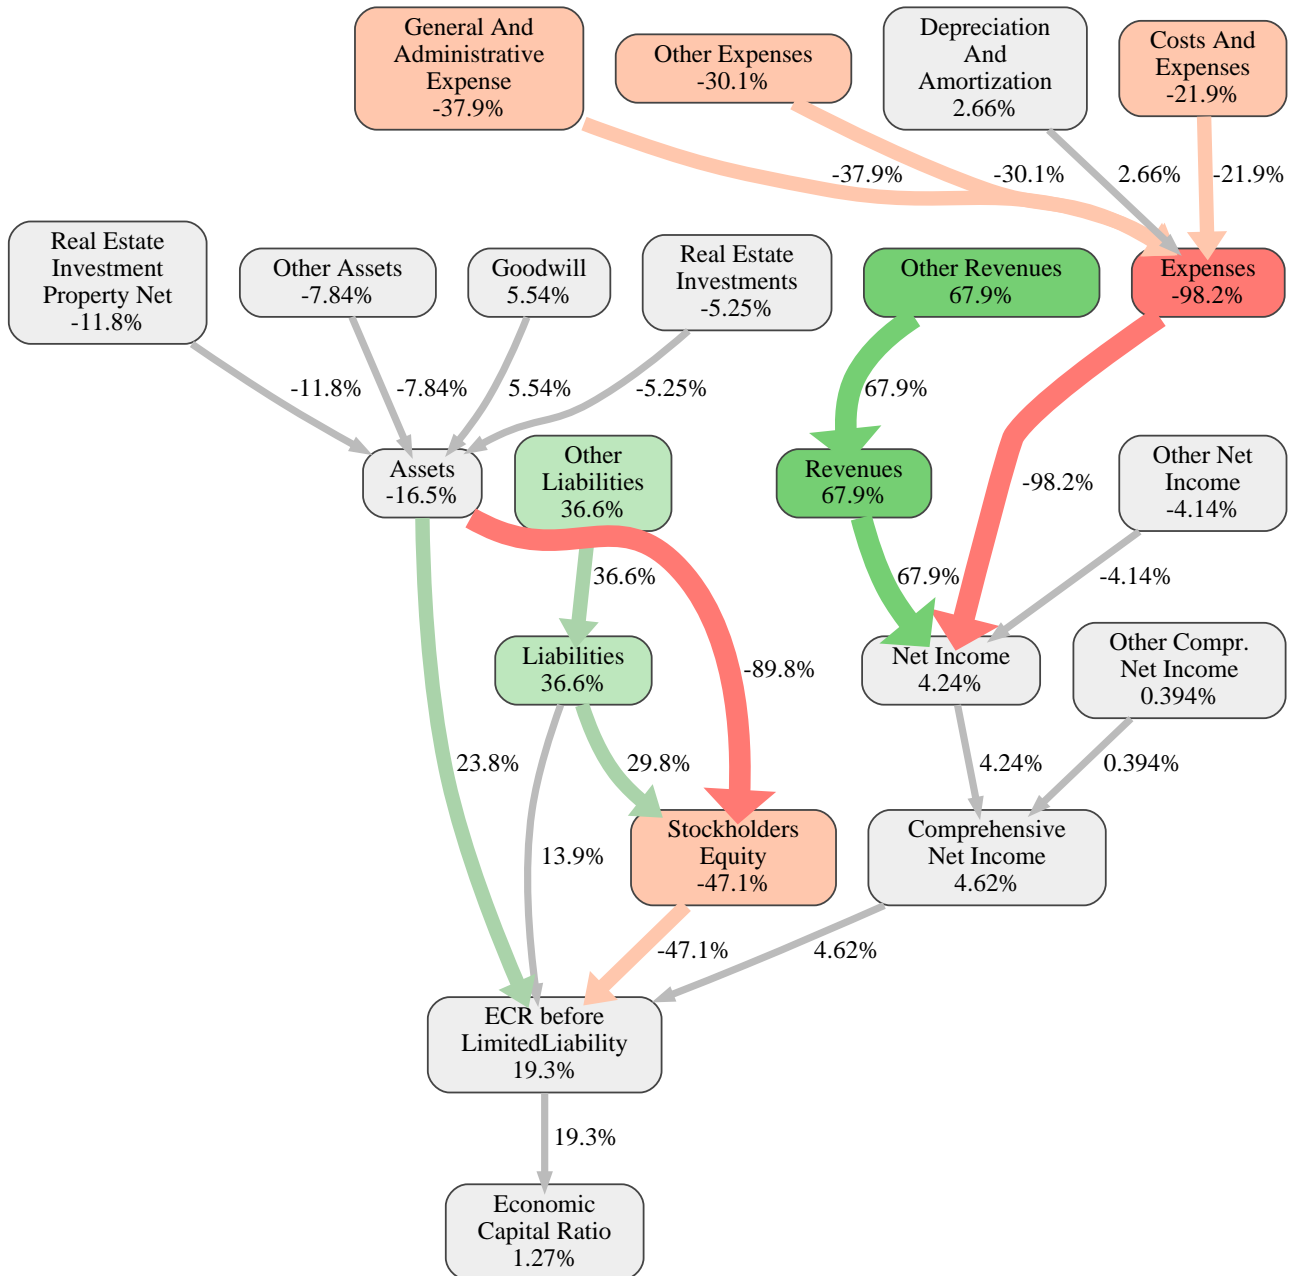 General And
Administrative
Expense
-37.9%
Other Expenses
-30.1%
Depreciation
And
Amortization
2.66%
Costs And
Expenses
-21.9%
-37.9%
-30.1%
2.66%
-21.9%
Real Estate
Investment
Property Net
-11.8%
Other Assets
-7.84%
Goodwill
5.54%
Real Estate
Investments
-5.25%
Other Revenues
67.9%
Expenses
-98.2%
-11.8%
-7.84%
5.54%
-5.25%
67.9%
-98.2%
Assets
-16.5%
Other
Liabilities
36.6%
Revenues
67.9%
Other Net
Income
-4.14%
36.6%
67.9%
-4.14%
Liabilities
36.6%
-89.8%
Net Income
4.24%
Other Compr.
Net Income
0.394%
23.8%
29.8%
4.24%
0.394%
13.9%
Stockholders
Equity
-47.1%
Comprehensive
Net Income
4.62%
-47.1%
4.62%
ECR before
LimitedLiability
19.3%
19.3%
Economic
Capital Ratio
1.27%